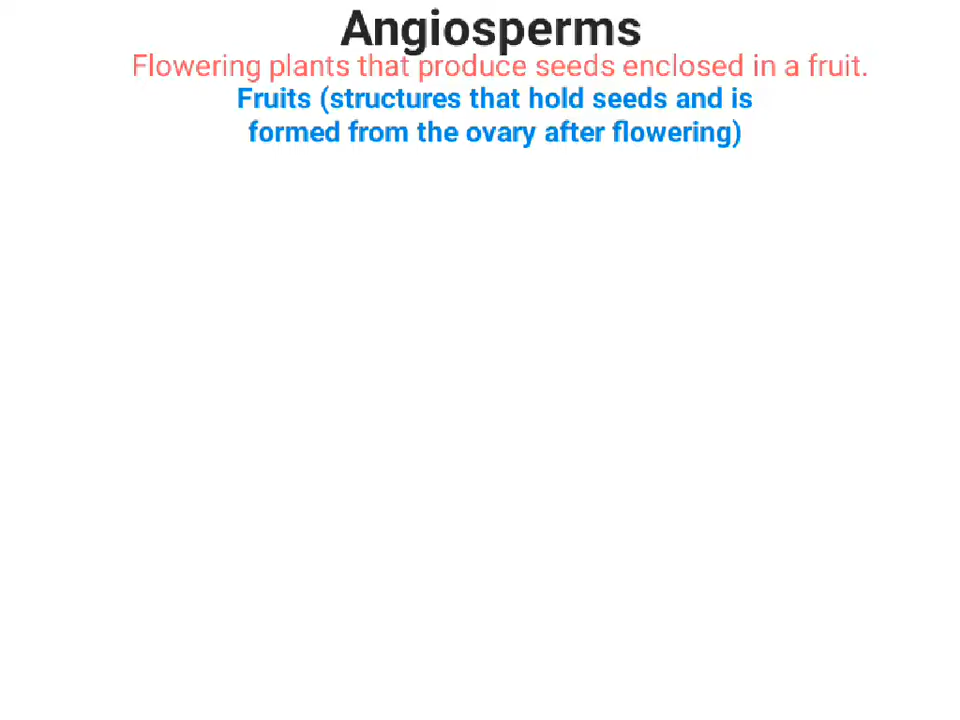 Angiosperms
Flowering plants that produce seeds enclosed in a fruit.
Fruits (structures that hold seeds and is
formed from the ovary after flowering)